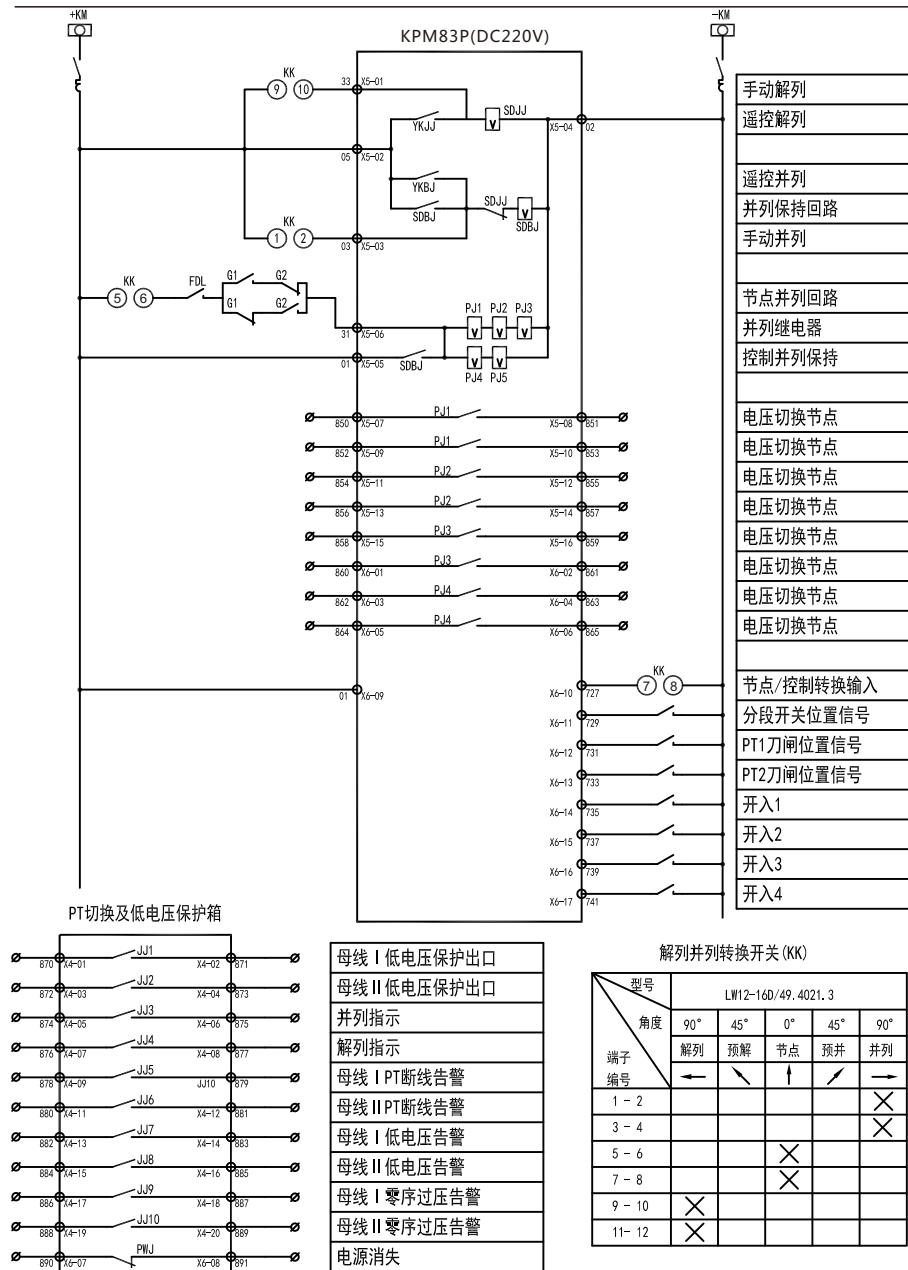 +KM
-KM
KPM83P(DC220V)
KK
9 10
33 X5-01
YKJJ
SDJJ
X5-04 02
05 X5-02
YKBJ
SDBJ
SDJJ
SDBJ
KK
1 2
03 X5-03
KK
5 6
FDL
G1 G2
G1 G2
31 X5-06
PJ1 PJ2 PJ3
01 X5-05
SDBJ
PJ4 PJ5
手动解列
遥控解列
遥控并列
并列保持回路
手动并列
节点并列回路
并列继电器
控制并列保持
850 X5-07 PJ1 X5-08 851 电压切换节点
852 X5-09 PJ1 X5-10 853 电压切换节点
854 X5-11 PJ2 X5-12 855 电压切换节点
856 X5-13 PJ2 X5-14 857 电压切换节点
858 X5-15 PJ3 X5-16 859 电压切换节点
860 X6-01 PJ3 X6-02 861 电压切换节点
862 X6-03 PJ4 X6-04 863 电压切换节点
864 X6-05 PJ4 X6-06 865 电压切换节点
01 X6-09
KK
X6-10 727 7 8 节点/控制转换输入
X6-11 729 分段开关位置信号
X6-12 731 PT1刀闸位置信号
X6-13 733 PT2刀闸位置信号
X6-14 735 开入1
X6-15 737 开入2
X6-16 739 开入3
X6-17 741 开入4
PT切换及低电压保护箱
870 X4-01 JJ1 X4-02 871 母线Ⅰ低电压保护出口
872 X4-03 JJ2 X4-04 873 母线Ⅱ低电压保护出口
874 X4-05 JJ3 X4-06 875 并列指示
876 X4-07 JJ4 X4-08 877 解列指示
878 X4-09 JJ5 JJ10 879 母线ⅠPT断线告警
880 X4-11 JJ6 X4-12 881 母线ⅡPT断线告警
882 X4-13 JJ7 X4-14 883 母线Ⅰ低电压告警
884 X4-15 JJ8 X4-16 885 母线Ⅱ低电压告警
886 X4-17 JJ9 X4-18 887 母线Ⅰ零序过压告警
888 X4-19 JJ10 X4-20 889 母线Ⅱ零序过压告警
890 X6-07 PWJ X6-08 891 电源消失
解列并列转换开关(KK)
型号 LW12-16D/49.4021.3
角度 90° 45° 0° 45° 90°
端子 解列 预解 节点 预并 并列
编号
1 - 2
3 - 4
5 - 6
7 - 8
9 - 10
11- 12